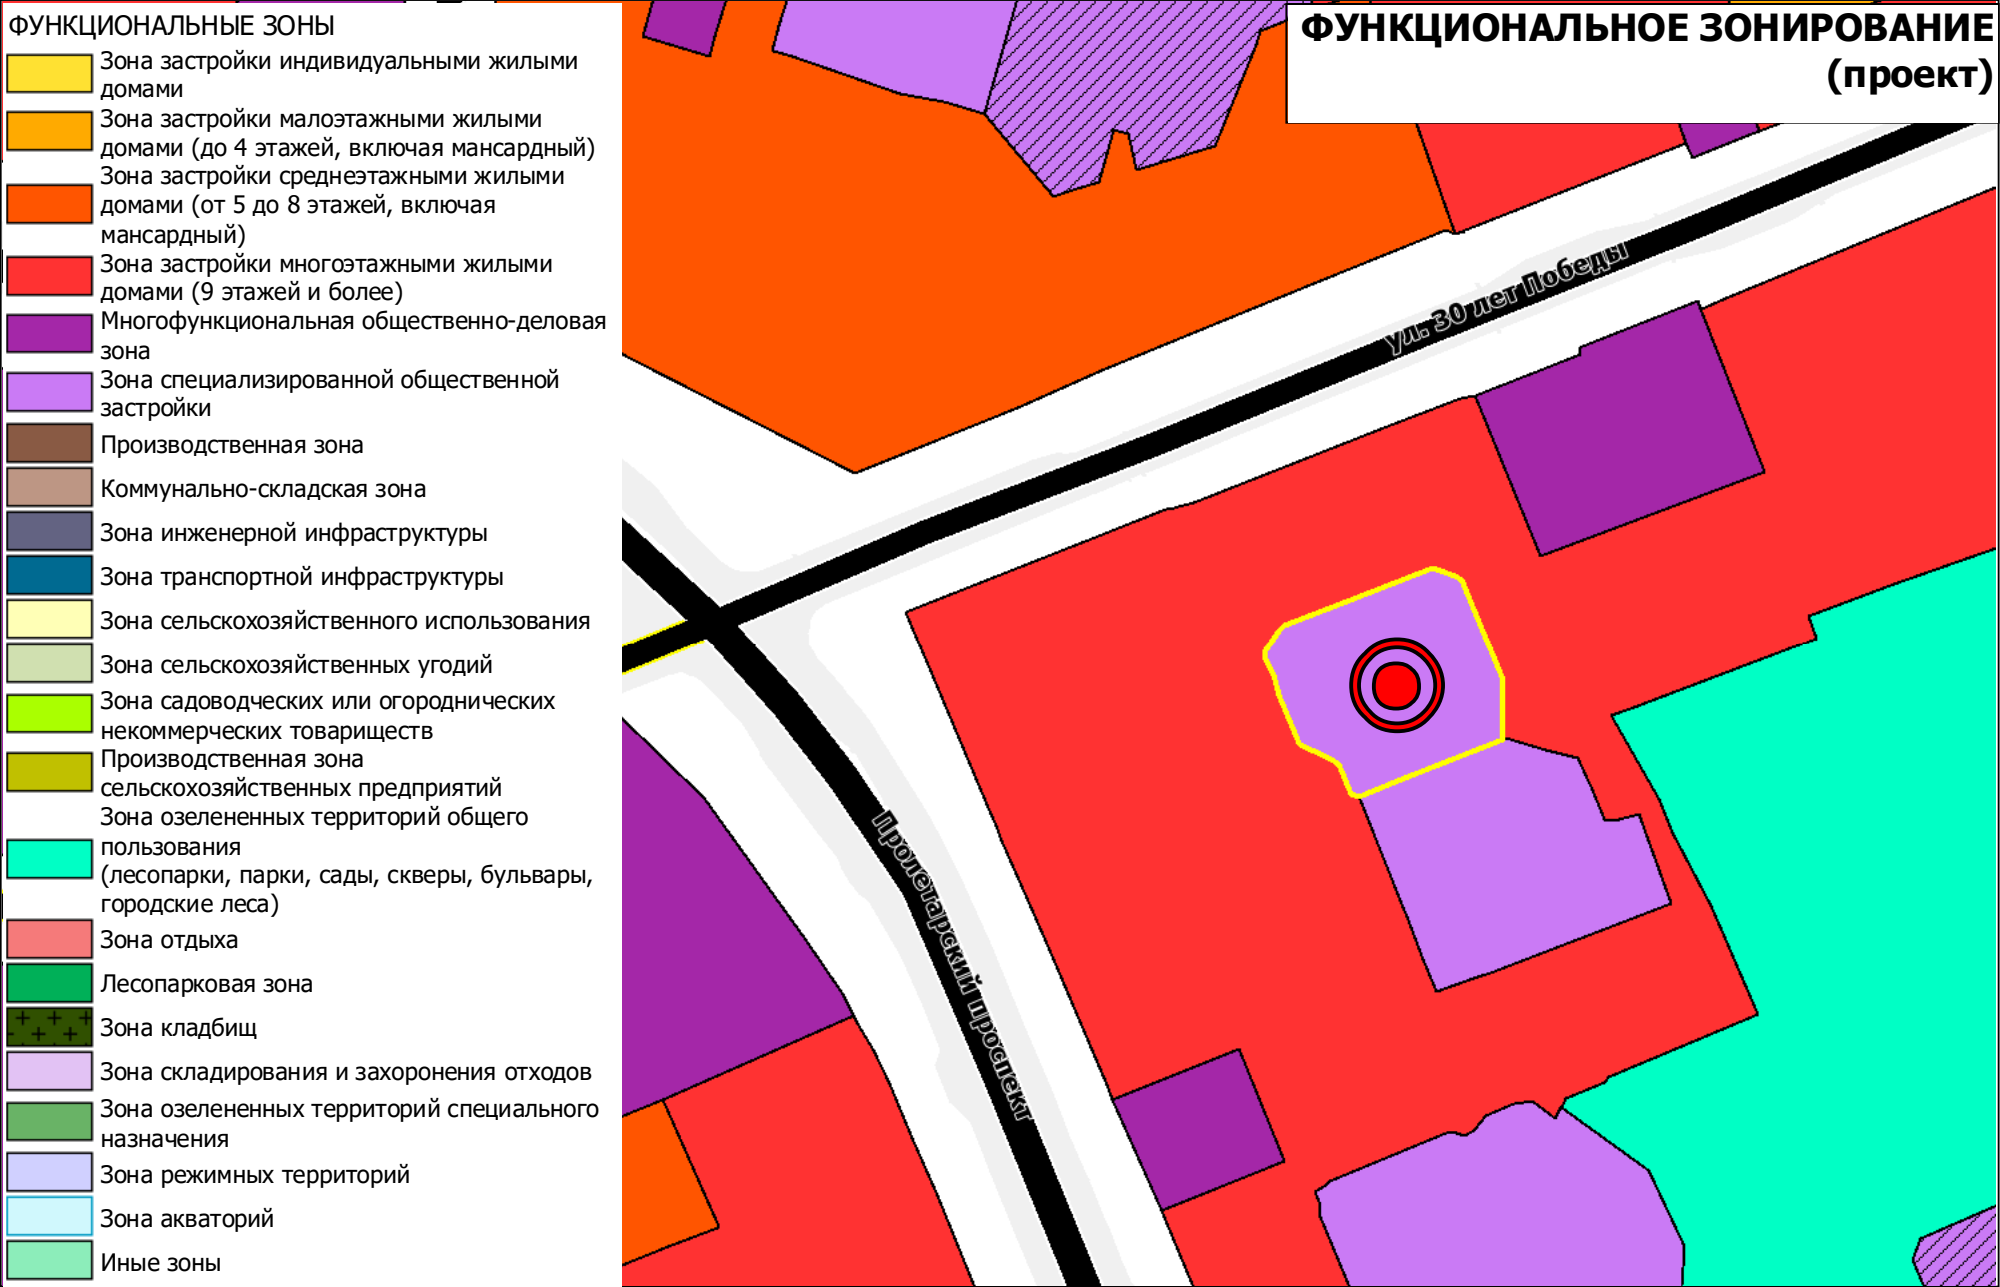 ФУНКЦИОНАЛЬНЫЕ ЗОНЫ
Зона застройки индивидуальными жилыми
домами
Зона застройки малоэтажными жилыми
домами (до 4 этажей, включая мансардный)
Зона застройки среднеэтажными жилыми
домами (от 5 до 8 этажей, включая
мансардный)
Зона застройки многоэтажными жилыми
домами (9 этажей и более)
Многофункциональная общественно-деловая
зона
Зона специализированной общественной
застройки
Производственная зона
Коммунально-складская зона
Зона инженерной инфраструктуры
Зона транспортной инфраструктуры
Зона сельскохозяйственного использования
Зона сельскохозяйственных угодий
Зона садоводческих или огороднических
некоммерческих товариществ
Производственная зона
сельскохозяйственных предприятий
Зона озелененных территорий общего
пользования
(лесопарки, парки, сады, скверы, бульвары,
городские леса)
Зона отдыха
Лесопарковая зона
Зона кладбищ
Зона складирования и захоронения отходов
Зона озелененных территорий специального
назначения
Зона режимных территорий
Зона акваторий
Иные зоны
ФУНКЦИОНАЛЬНОЕ ЗОНИРОВАНИЕ
(проект)
ул. 30 лет Победы
Пролетарский проспект